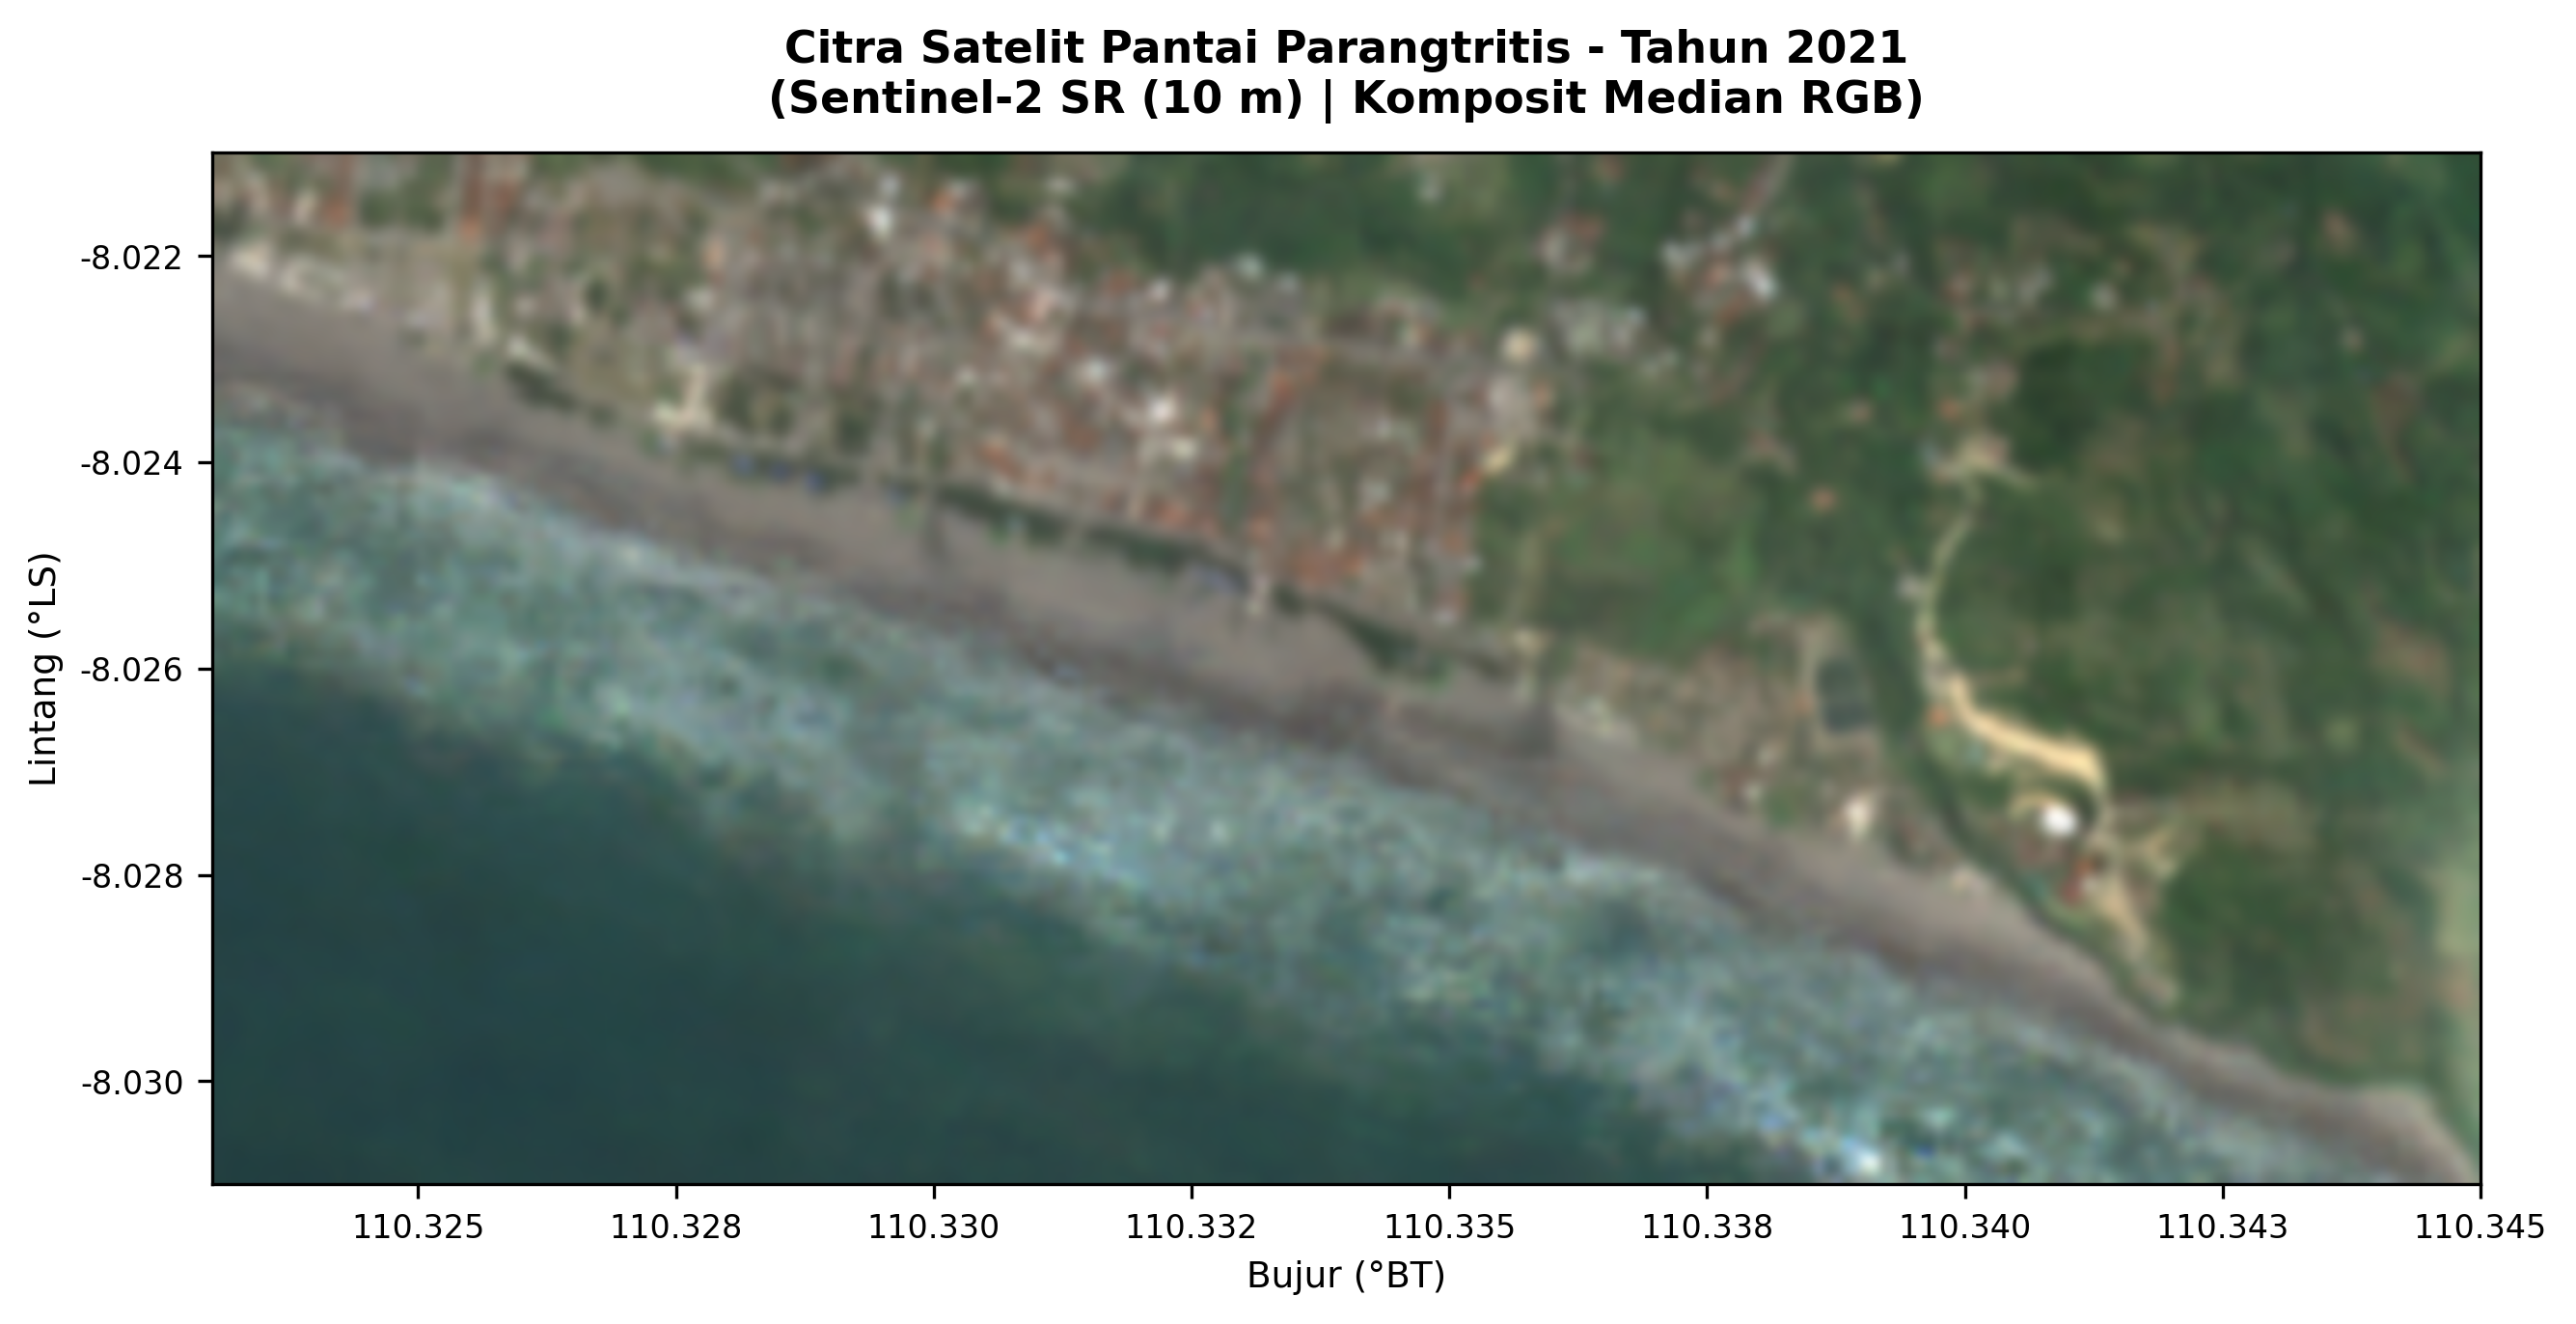 Citra Satelit Pantai Parangtritis - Tahun 2021
(Sentinel-2 SR (10 m) | Komposit Median RGB)
-8.022
-8.024
-8.026
-8.028
-8.030
Lintang (°LS)
110.325 110.328 110.330 110.332 110.335 110.338 110.340 110.343 110.345
Bujur (°BT)